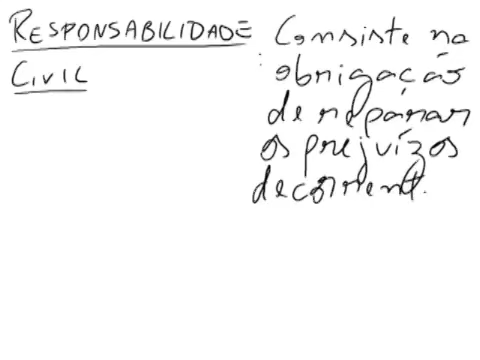 RESPONSABILIDADE
CIVIL
Consiste na
obrigação
de reparar
os prejuízos
decorrent